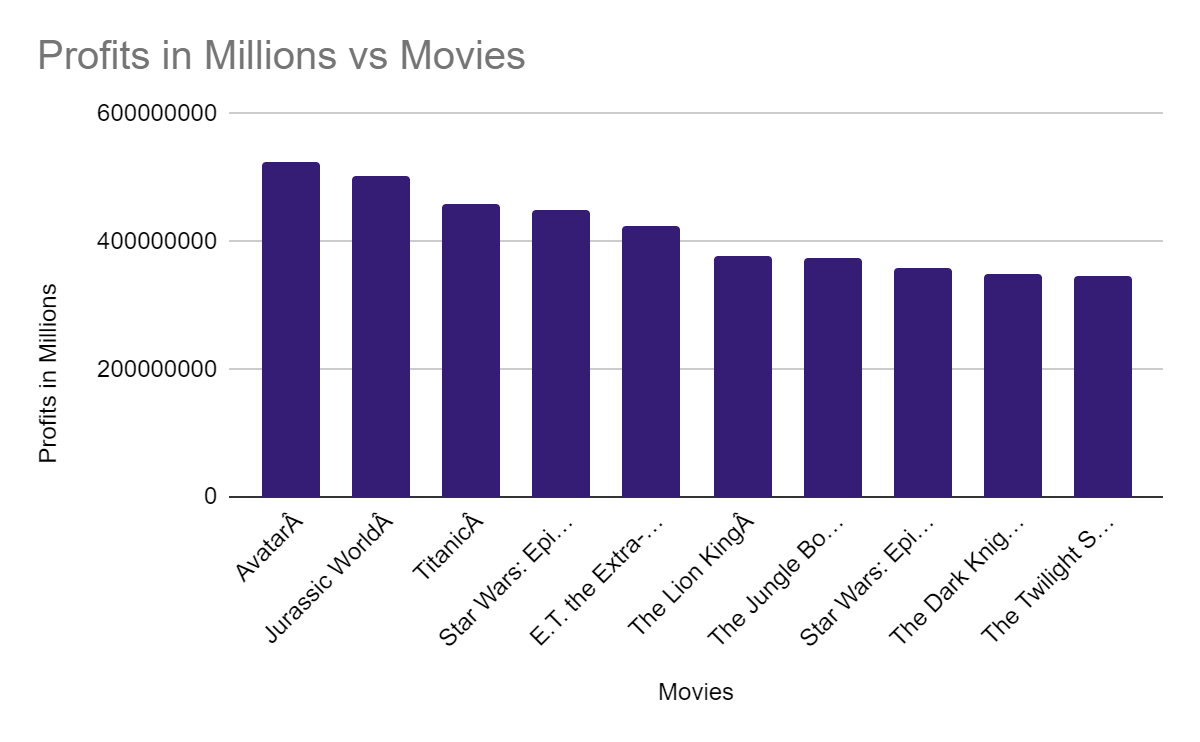 Profits in Millions vs Movies
600000000
400000000
200000000
0
Profits in Millions
AvatarÂ
Jurassic WorldÂ
TitanicÂ
Star Wars: Epi…
E.T. the Extra-…
The Lion KingÂ
The Jungle Bo…
Star Wars: Epi…
The Dark Knig…
The Twilight S…
Movies